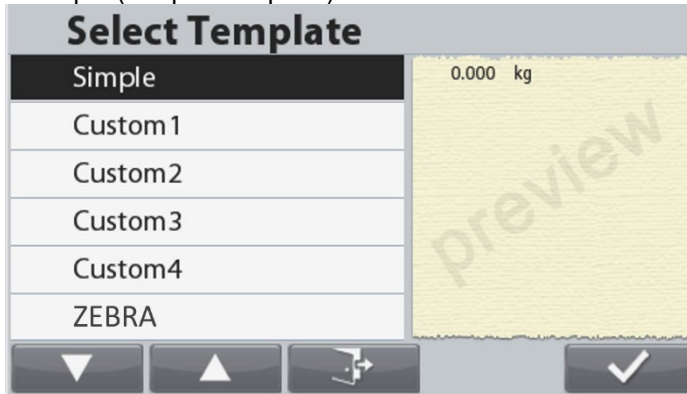 Select Template
Simple
0.000 kg
Custom1
Custom2
Custom3
Custom4
ZEBRA
preview